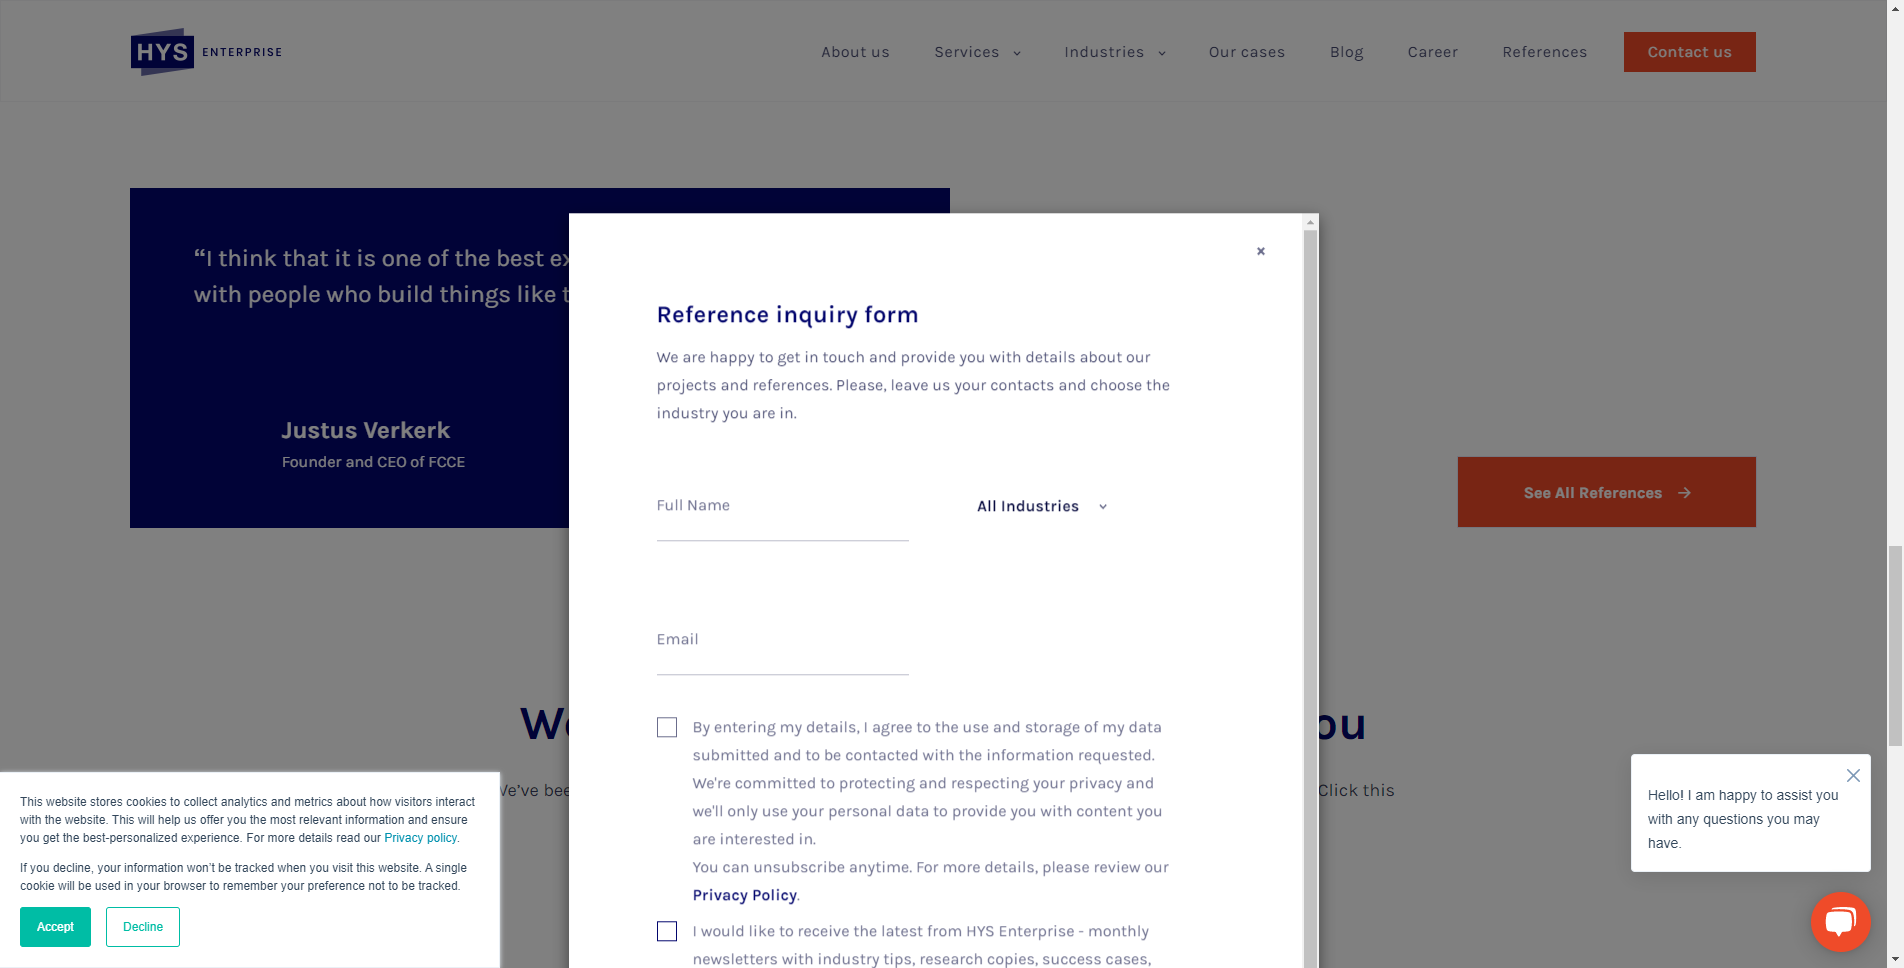 HYS ENTERPRISE
About us
Services
Industries
Our cases
Blog
Career
References
Contact us
“I think that it is one of the best
with people who build things like
Justus Verkerk
Founder and CEO of FCCE
×
Reference inquiry form
We are happy to get in touch and provide you with details about our
projects and references. Please, leave us your contacts and choose the
industry you are in.
Full Name
All Industries
Email
By entering my details, I agree to the use and storage of my data
submitted and to be contacted with the information requested.
We're committed to protecting and respecting your privacy and
we'll only use your personal data to provide you with content you
are interested in.
You can unsubscribe anytime. For more details, please review our
Privacy Policy.
I would like to receive the latest from HYS Enterprise - monthly
newsletters with industry tips, research copies, success cases,
See All References
Click this
This website stores cookies to collect analytics and metrics about how visitors interact
with the website. This will help us offer you the most relevant information and ensure
you get the best-personalized experience. For more details read our Privacy policy.
If you decline, your information won’t be tracked when you visit this website. A single
cookie will be used in your browser to remember your preference not to be tracked.
Accept
Decline
Hello! I am happy to assist you
with any questions you may
have.